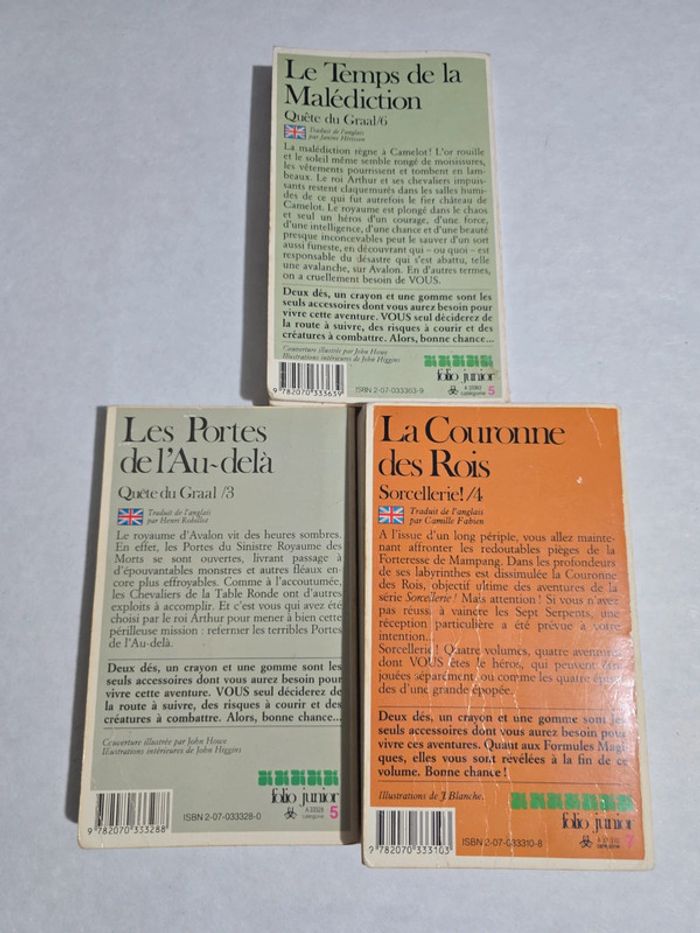 Le Temps de la
Malédiction
Quête du Graal/6
Traduit de l'anglais
par Janine Hérisson
La malédiction règne à Camelot! L'or rouille
et le soleil même semble rongé de moisissures,
les vêtements pourrissent et tombent en lam-
beaux. Le roi Arthur et ses chevaliers impuis-
sants restent claquemurés dans les salles humi-
des de ce qui fut autrefois le fier château de
Camelot. Le royaume est plongé dans le chaos
et seul un héros d'un courage, d'une force,
d'une intelligence, d'une chance et d'une beauté
presque inconcevables peut le sauver d'un sort
aussi funeste, en découvrant qui – ou quoi – est
responsable du désastre qui s'est abattu, telle
une avalanche, sur Avalon. En d'autres termes,
on a cruellement besoin de VOUS.
Deux dés, un crayon et une gomme sont les
seuls accessoires dont vous aurez besoin pour
vivre cette aventure. VOUS seul déciderez de
la route à suivre, des risques à courir et des
créatures à combattre. Alors, bonne chance...
Couverture illustrée par John Howe
Illustrations intérieures de John Higgins
folio junior
ISBN 2-07-033363-9
catégorie 5
9 782070 333639
Les Portes
de l'Au-delà
Quête du Graal /3
Traduit de l'anglais
par Henri Robillot
Le royaume d'Avalon vit des heures sombres.
En effet, les Portes du Sinistre Royaume des
Morts se sont ouvertes, livrant passage à
d'épouvantables monstres et autres fléaux en-
core plus effroyables. Comme à l'accoutumée,
les Chevaliers de la Table Ronde ont d'autres
exploits à accomplir. Et c'est vous qui avez été
choisi par le roi Arthur pour mener à bien cette
périlleuse mission : refermer les terribles Portes
de l'Au-delà.
Deux dés, un crayon et une gomme sont les
seuls accessoires dont vous aurez besoin pour
vivre cette aventure. VOUS seul déciderez de
la route à suivre, des risques à courir et des
créatures à combattre. Alors, bonne chance...
Couverture illustrée par John Howe
Illustrations intérieures de John Higgins
folio junior
ISBN 2-07-033328-0
A 33328
catégorie 5
9 782070 333288
La Couronne
des Rois
Sorcellerie!/4
Traduit de l'anglais
par Camille Fabien
A l'issue d'un long périple, vous allez mainte-
nant affronter les redoutables pièges de la
Forteresse de Mampang. Dans les profondeurs
de ses labyrinthes est dissimulée la Couronne
des Rois, objectif ultime des aventures de la
série Sorcellerie! Mais attention! Si vous n'avez
pas réussi à vaincre les Sept Serpents, une
réception particulière a été prévue à votre
intention...
Sorcellerie! Quatre volumes, quatre aventures
dont VOUS êtes le héros, qui peuvent être
jouées séparément ou comme les quatre épiso-
des d'une grande épopée.
Deux dés, un crayon et une gomme sont les
seuls accessoires dont vous aurez besoin pour
vivre ces aventures. Quant aux Formules Magi-
ques, elles vous sont révélées à la fin de ce
volume. Bonne chance!
Illustrations de J. Blanche.
folio junior
ISBN 2-07-033310-8
7
9 782070 333103